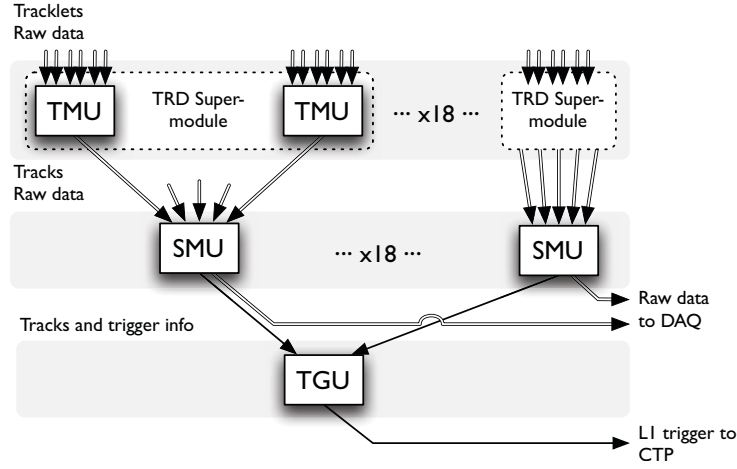 Tracklets
Raw data
TMU
TRD Super-
module
TMU
... x18 ...
TRD Super-
module
Tracks
Raw data
SMU
... x18 ...
SMU
Raw data
to DAQ
Tracks and trigger info
TGU
L1 trigger to
CTP